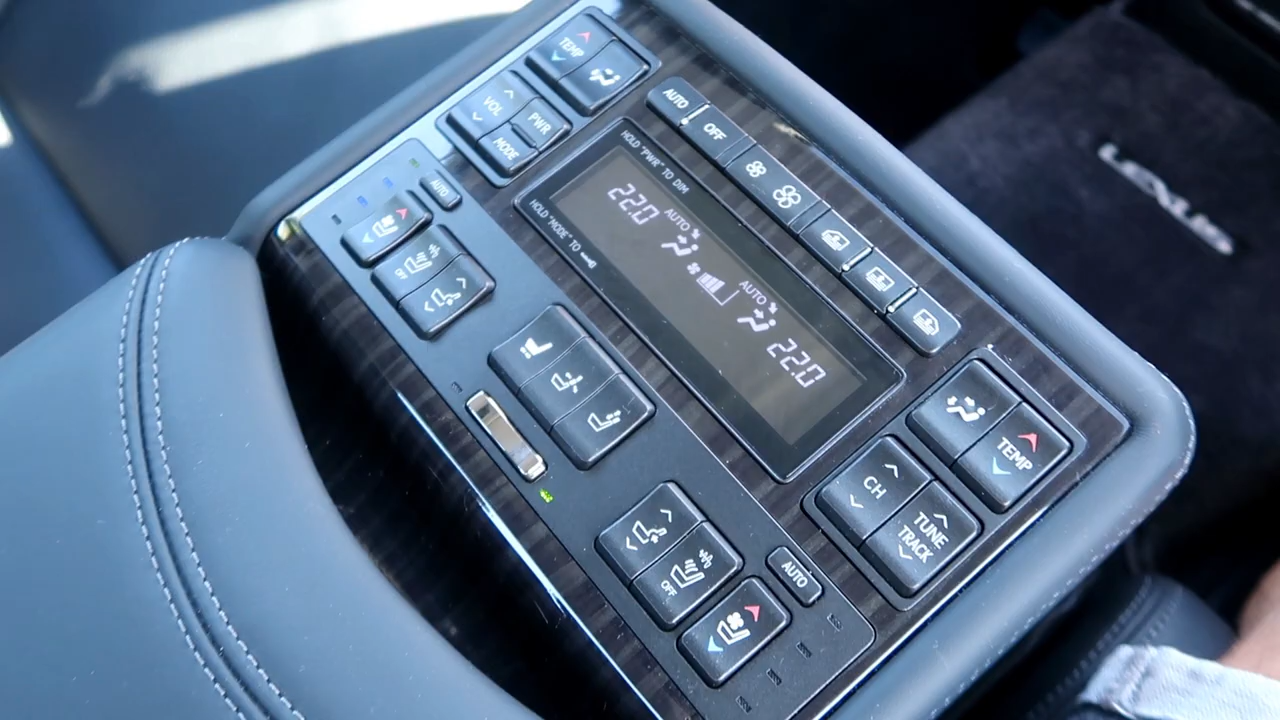 TEMP
VOL
PWR
MODE
AUTO
OFF
HOLD "PWR" TO DIM
HOLD "MODE" TO
22.0
AUTO
AUTO
22.0
AUTO
OFF
TEMP
CH
TUNE
TRACK
OFF
AUTO
LEXUS